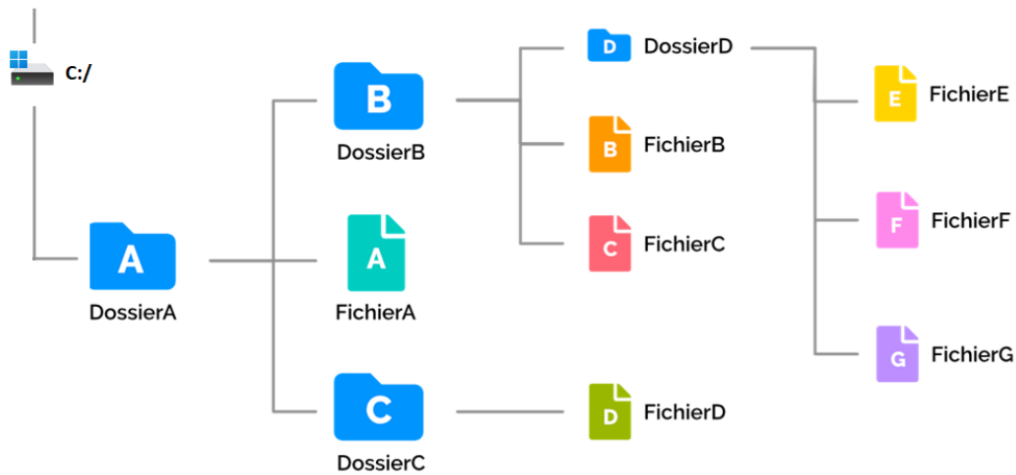 C:/
A
DossierA
B
DossierB
A
FichierA
C
DossierC
D
DossierD
B
FichierB
C
FichierC
D
FichierD
E
FichierE
F
FichierF
G
FichierG